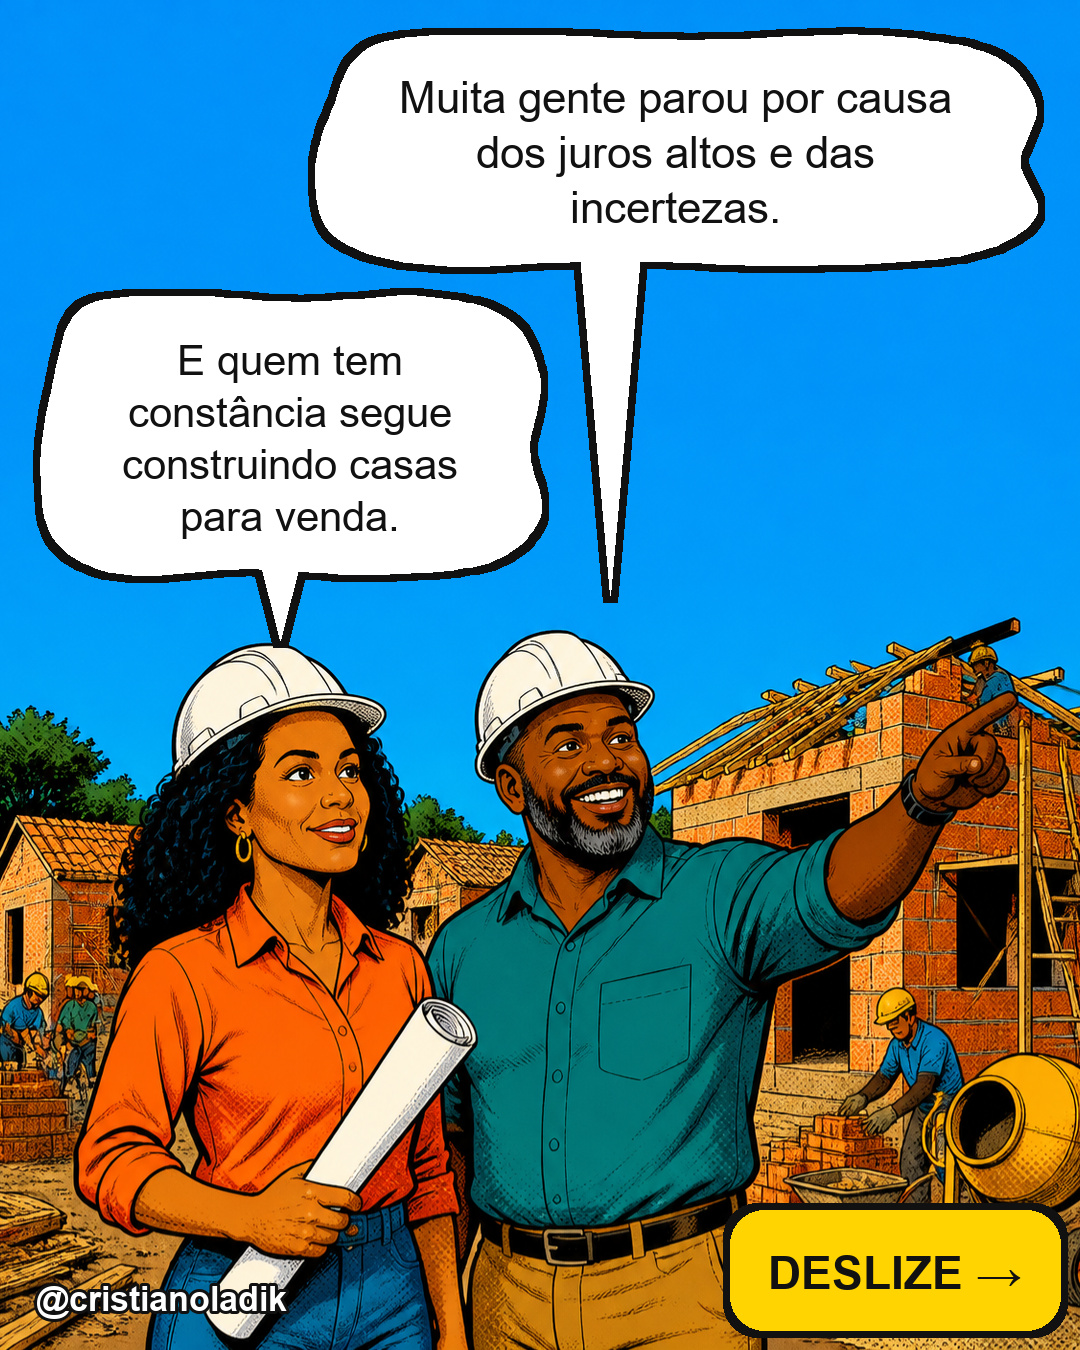 Muita gente parou por causa
dos juros altos e das
incertezas.
E quem tem
constância segue
construindo casas
para venda.
DESLIZE →
@cristianoladik